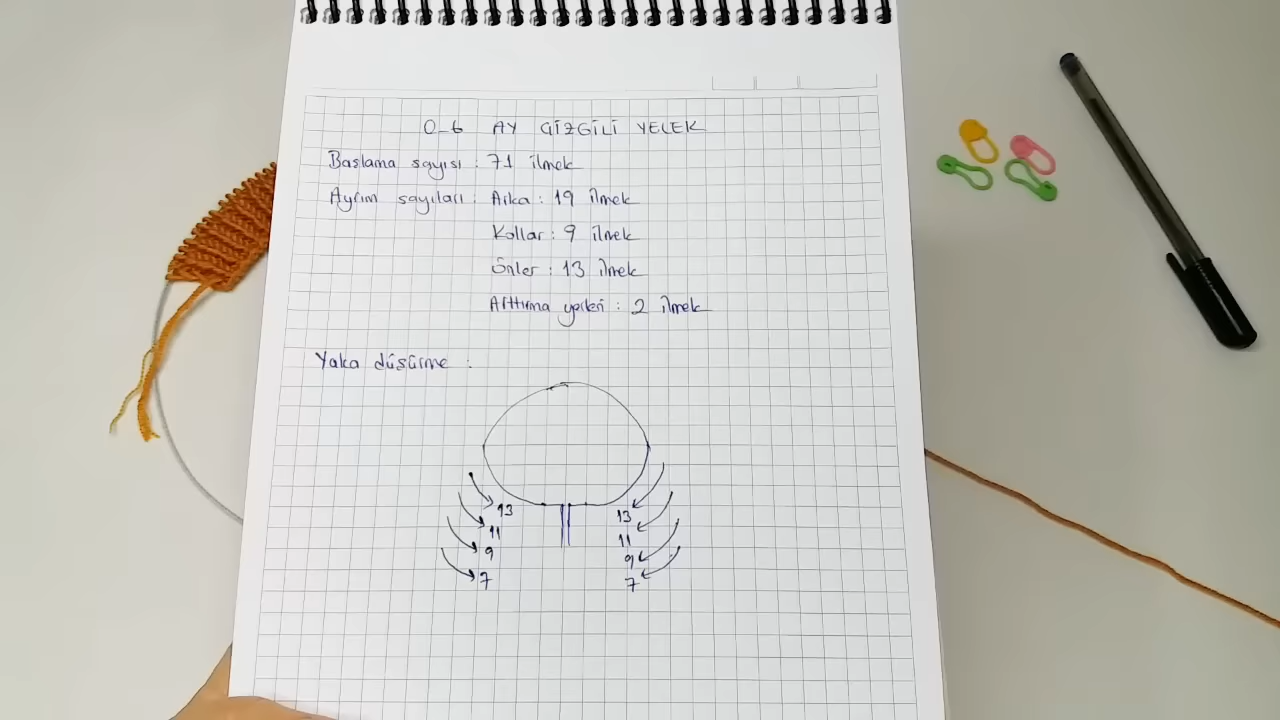 0-6 AY ÇİZGİLİ YELEK
Başlama sayısı : 71 ilmek
Ayrım sayıları : Arka : 19 ilmek
Kollar : 9 ilmek
Önler : 13 ilmek
Arttırma yerleri : 2 ilmek
Yaka düşürme :
13 13
11 11
9 9
7 7